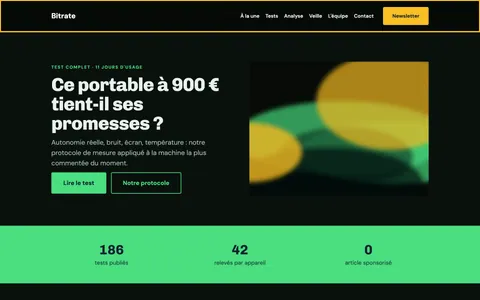 Bitrate
À la une Tests Analyse Veille L'équipe Contact Newsletter
TEST COMPLET · 11 JOURS D'USAGE
Ce portable à 900 €
tient-il ses
promesses ?
Autonomie réelle, bruit, écran, température : notre
protocole de mesure appliqué à la machine la plus
commentée du moment.
Lire le test Notre protocole
186 42 0
tests publiés relevés par appareil article sponsorisé